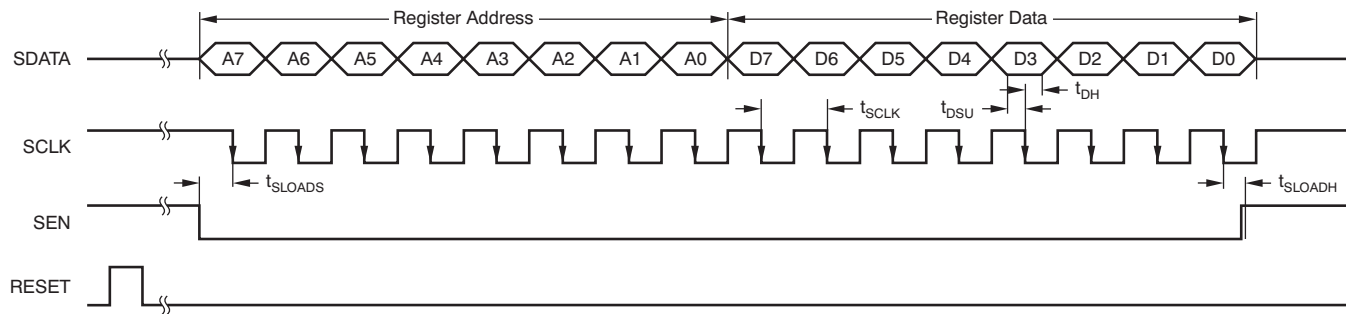 Register Address Register Data
SDATA A7 A6 A5 A4 A3 A2 A1 A0 D7 D6 D5 D4 D3 D2 D1 D0
tSCLK tDSU tDH
SCLK
tSLOADS tSLOADH
SEN
RESET